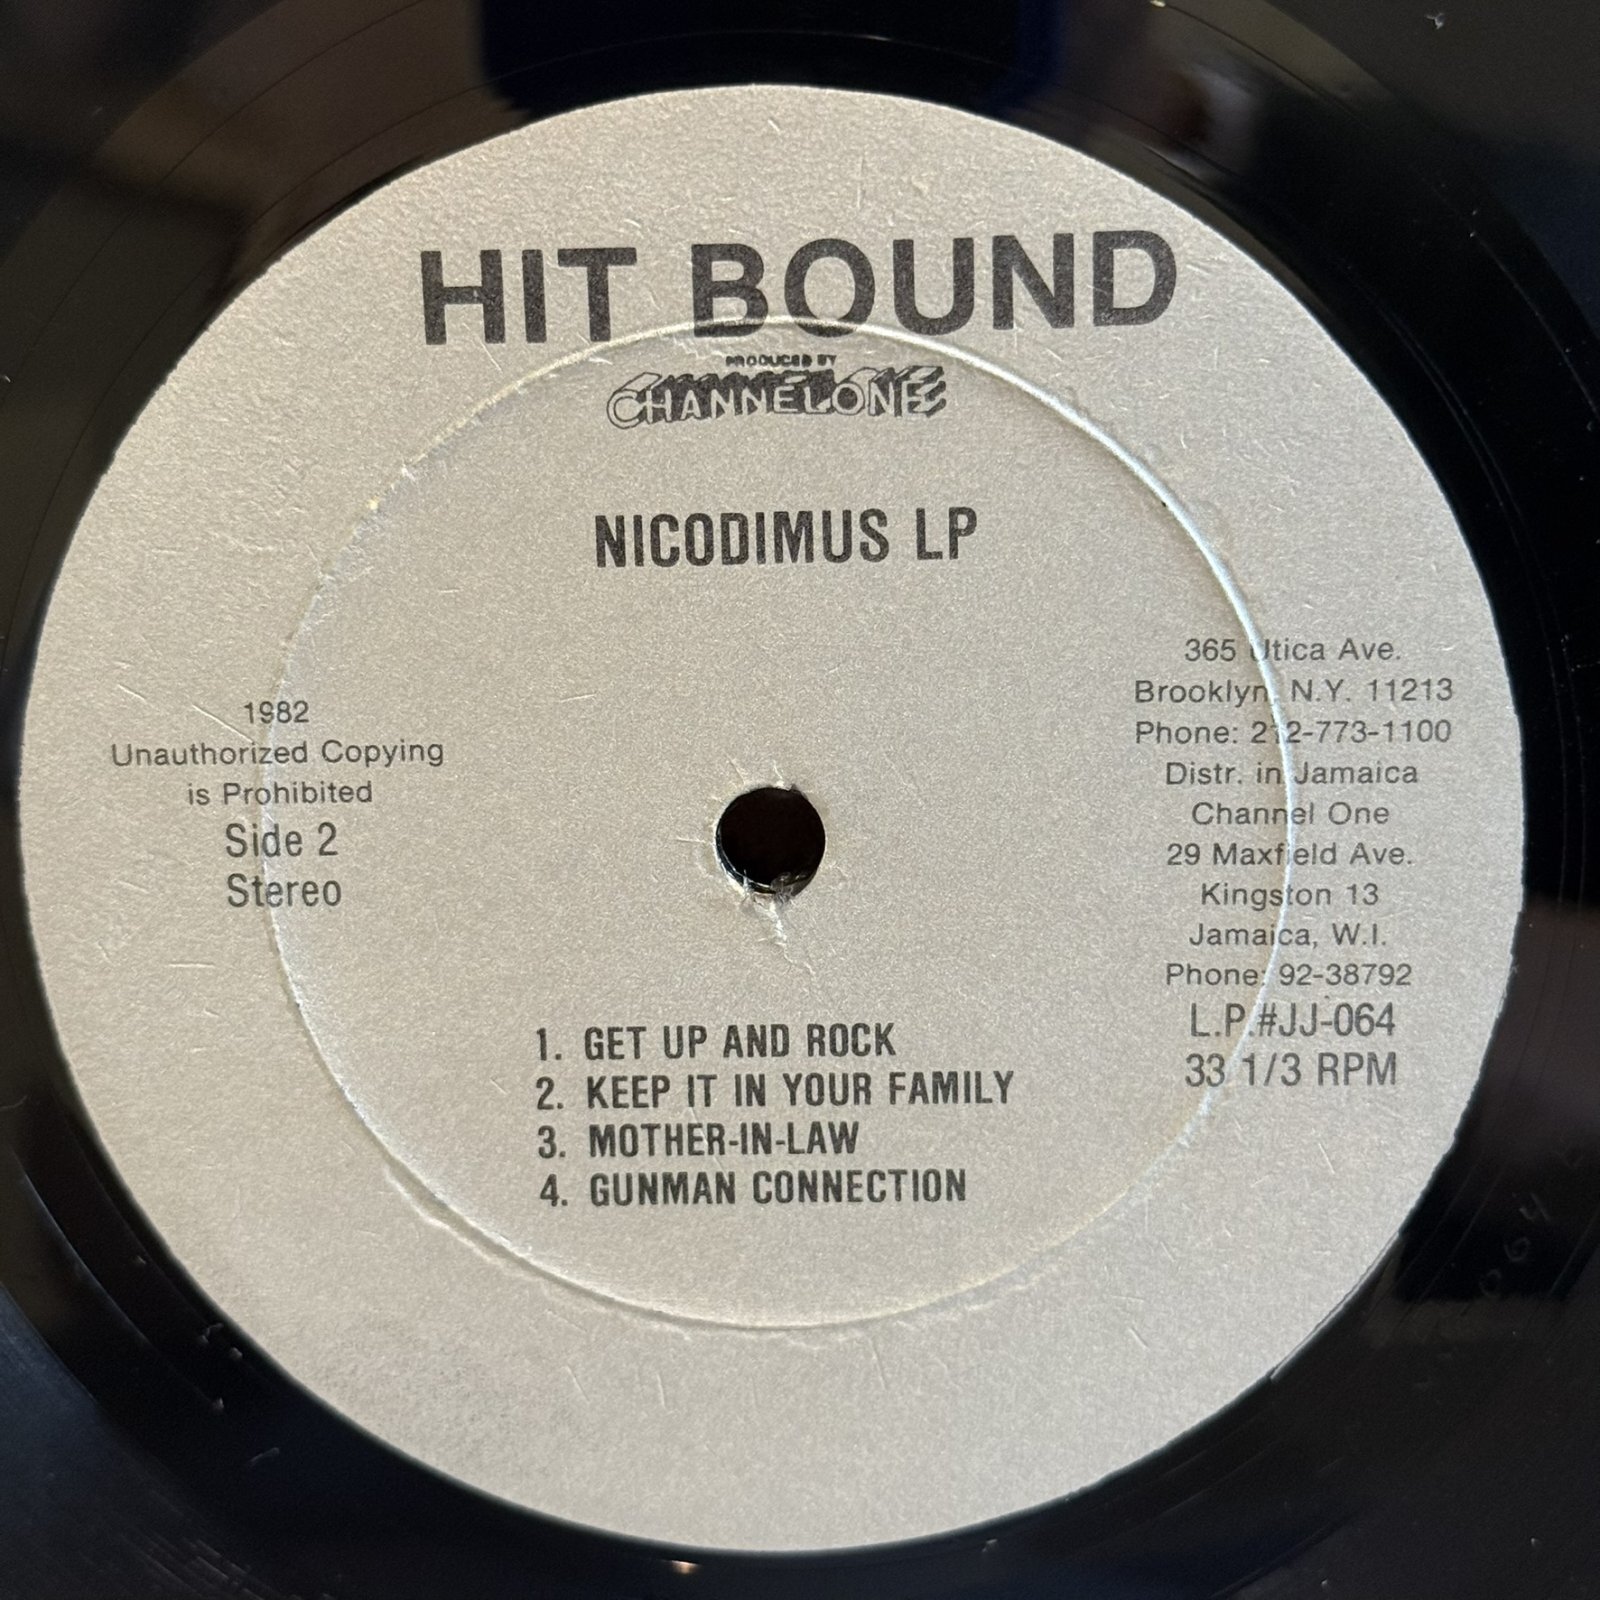 HIT BOUND
PRODUCED BY
CHANNEL ONE
NICODIMUS LP
1982
Unauthorized Copying
is Prohibited
Side 2
Stereo
365 Utica Ave.
Brooklyn, N.Y. 11213
Phone: 212-773-1100
Distr. in Jamaica
Channel One
29 Maxfield Ave.
Kingston 13
Jamaica, W.I.
Phone: 92-38792
L.P.#JJ-064
33 1/3 RPM
1. GET UP AND ROCK
2. KEEP IT IN YOUR FAMILY
3. MOTHER-IN-LAW
4. GUNMAN CONNECTION